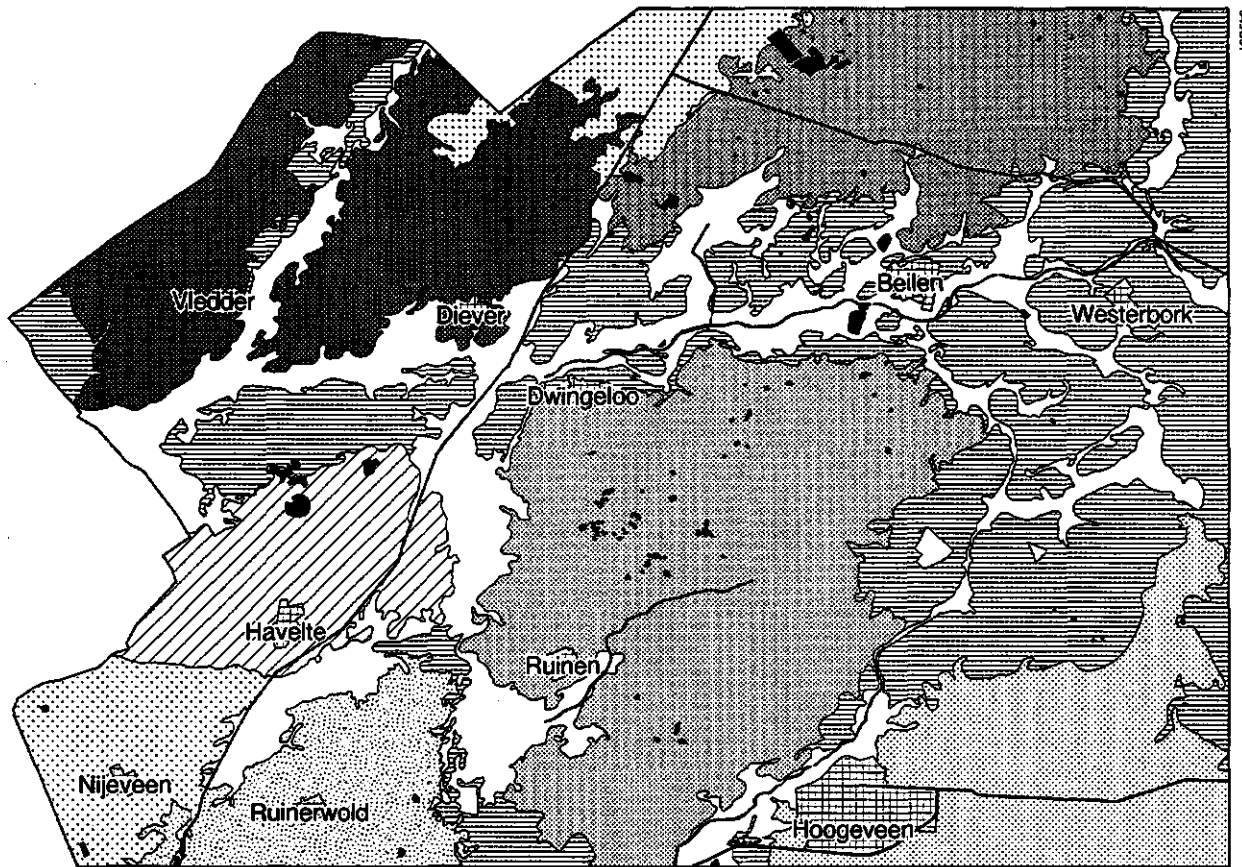 Vledder
Diever
Beilen
Westerbork
Dwingeloo
Havelte
Ruinen
Nijeveen
Ruinerwold
Hoogeveen